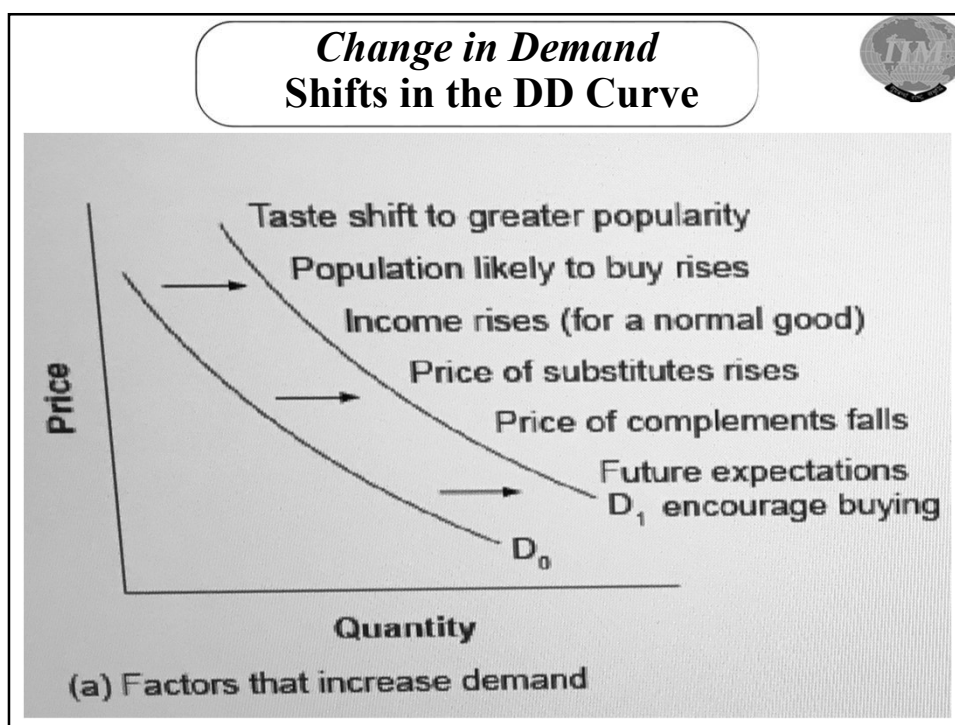 Change in Demand
Shifts in the DD Curve
IIM
LUCKNOW
Taste shift to greater popularity
Population likely to buy rises
Income rises (for a normal good)
Price of substitutes rises
Price of complements falls
Future expectations
D₁ encourage buying
D₀
Price
Quantity
(a) Factors that increase demand